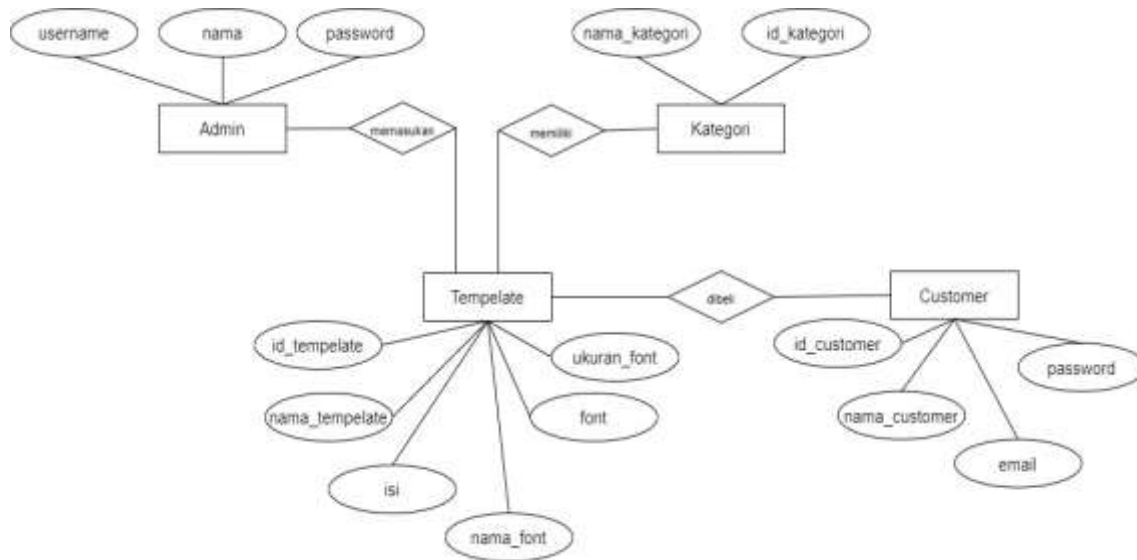 username
nama
password
nama_kategori
id_kategori
Admin
memasukan
memiliki
Kategori
Tempelate
dibeli
Customer
id_tempelate
ukuran_font
id_customer
password
nama_tempelate
font
nama_customer
isi
email
nama_font